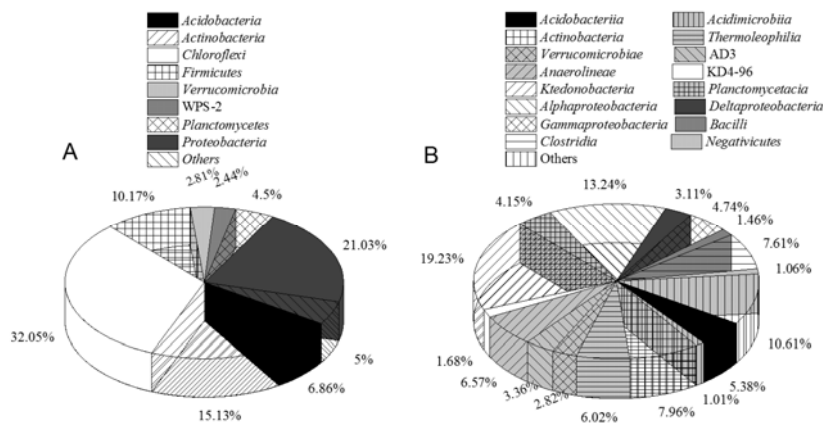 Acidobacteria
Actinobacteria
Chloroflexi
Firmicutes
Verrucomicrobia
WPS-2
Planctomycetes
Proteobacteria
Others
A
10.17%
2.81%
2.44%
4.5%
21.03%
32.05%
5%
6.86%
15.13%
Acidobacteriia
Actinobacteria
Verrucomicrobiae
Anaerolineae
Ktedonobacteria
Alphaproteobacteria
Gammaproteobacteria
Clostridia
Others
Acidimicrobiia
Thermoleophilia
AD3
KD4-96
Planctomycetacia
Deltaproteobacteria
Bacilli
Negativicutes
B
13.24%
4.15%
3.11%
4.74%
1.46%
19.23%
7.61%
1.06%
10.61%
1.68%
6.57%
3.36%
2.82%
5.38%
1.01%
6.02%
7.96%